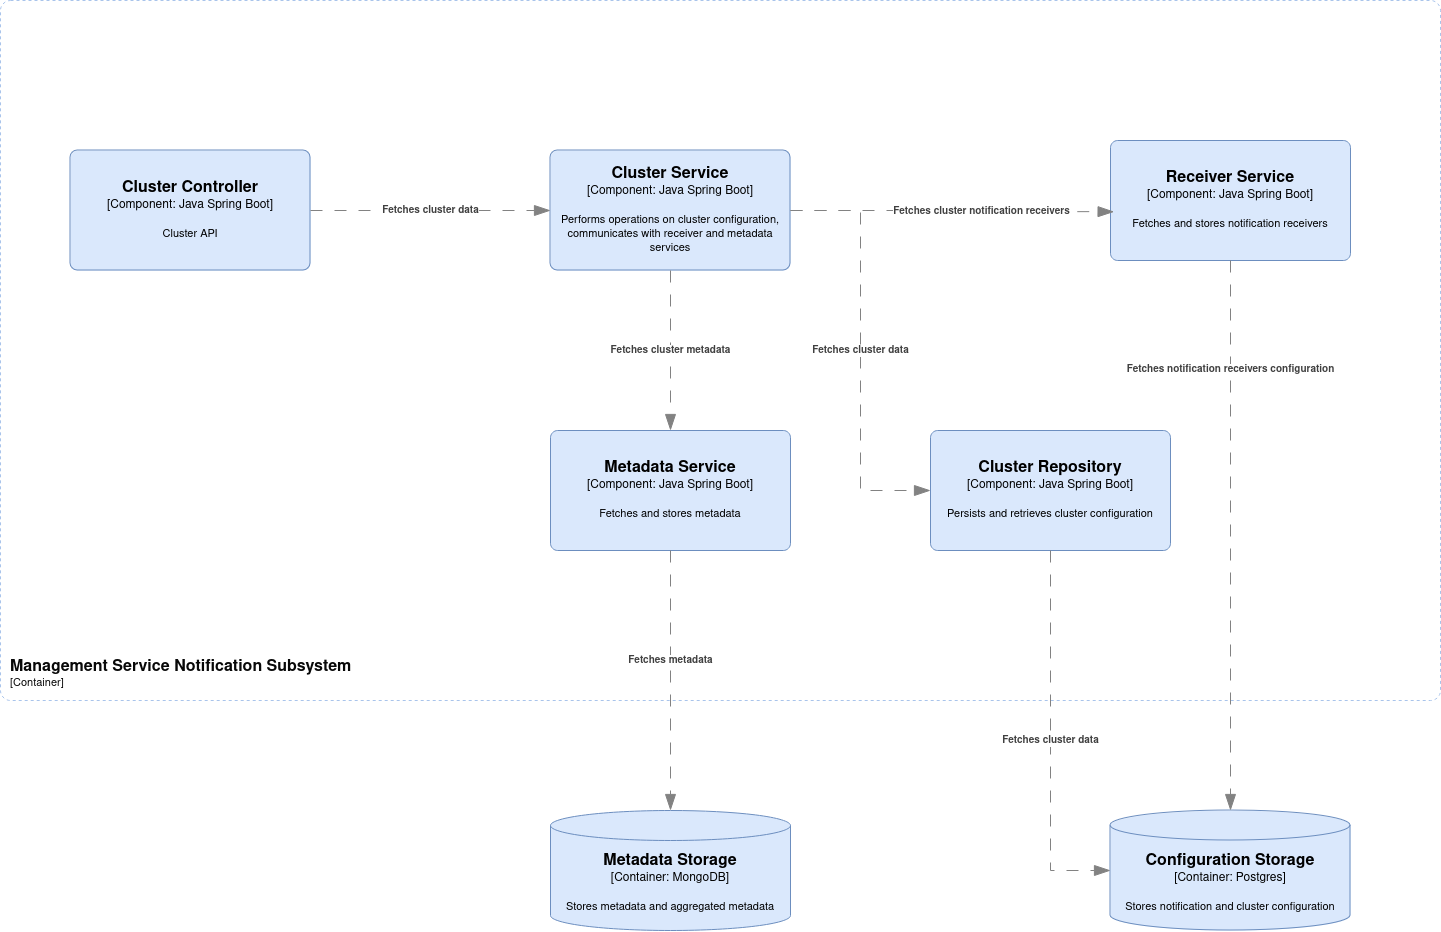 Cluster Controller
[Component: Java Spring Boot]
Cluster API
Fetches cluster data
Cluster Service
[Component: Java Spring Boot]
Performs operations on cluster configuration,
communicates with receiver and metadata
services
Fetches cluster notification receivers
Receiver Service
[Component: Java Spring Boot]
Fetches and stores notification receivers
Fetches cluster metadata
Fetches cluster data
Fetches notification receivers configuration
Metadata Service
[Component: Java Spring Boot]
Fetches and stores metadata
Cluster Repository
[Component: Java Spring Boot]
Persists and retrieves cluster configuration
Fetches metadata
Management Service Notification Subsystem
[Container]
Fetches cluster data
Metadata Storage
[Container: MongoDB]
Stores metadata and aggregated metadata
Configuration Storage
[Container: Postgres]
Stores notification and cluster configuration